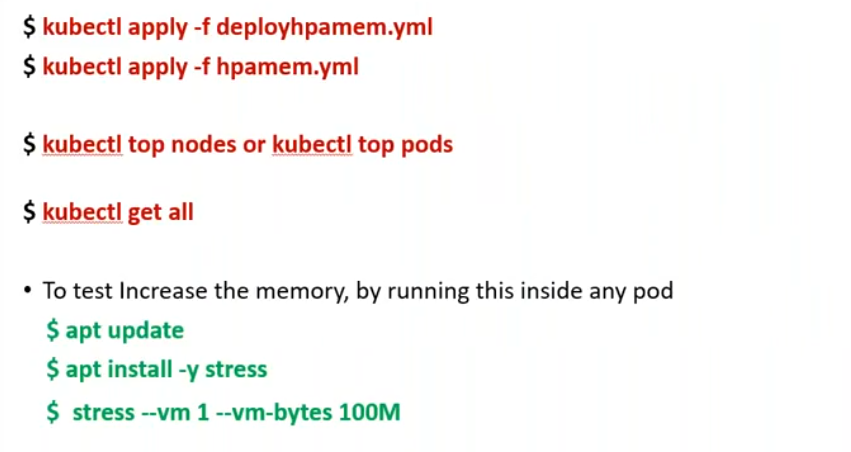 $ kubectl apply -f deployhpamem.yml
$ kubectl apply -f hpamem.yml
$ kubectl top nodes or kubectl top pods
$ kubectl get all
• To test Increase the memory, by running this inside any pod
$ apt update
$ apt install -y stress
$ stress --vm 1 --vm-bytes 100M